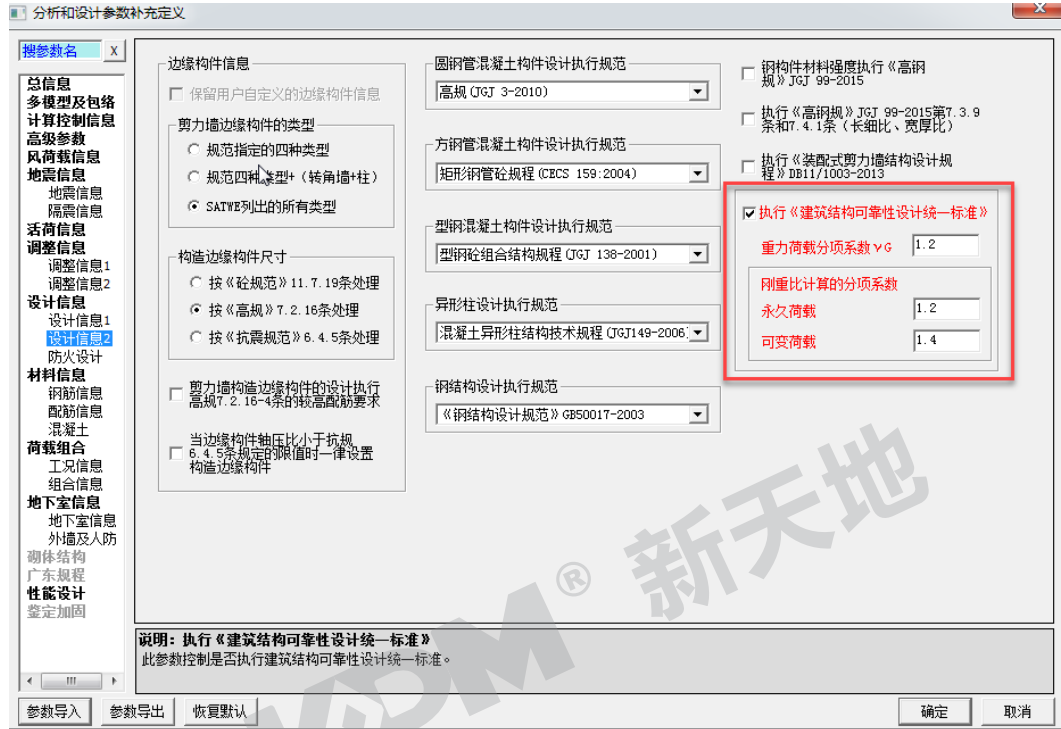 分析和设计参数补充定义
搜参数名 X
总信息
多模型及包络
计算控制信息
高级参数
风荷载信息
地震信息
地震信息
隔震信息
活荷信息
调整信息
调整信息1
调整信息2
设计信息
设计信息1
设计信息2
防火设计
材料信息
钢筋信息
配筋信息
混凝土
荷载组合
工况信息
组合信息
地下室信息
地下室信息
外墙及人防
砌体结构
广东规程
性能设计
鉴定加固
边缘构件信息
保留用户自定义的边缘构件信息
剪力墙边缘构件的类型
规范指定的四种类型
规范四种类型+（转角墙+柱）
SATWE列出的所有类型
构造边缘构件尺寸
按《砼规范》11.7.19条处理
按《高规》7.2.16条处理
按《抗震规范》6.4.5条处理
剪力墙构造边缘构件的设计执行
高规7.2.16-4条的较高配筋要求
当边缘构件轴压比小于抗规
6.4.5条规定的限值时一律设置
构造边缘构件
圆钢管混凝土构件设计执行规范
高规(JGJ 3-2010)
方钢管混凝土构件设计执行规范
矩形钢管砼规程(CECS 159:2004)
型钢混凝土构件设计执行规范
型钢砼组合结构规程(JGJ 138-2001)
异形柱设计执行规范
混凝土异形柱结构技术规程(JGJ149-2006)
钢结构设计执行规范
《钢结构设计规范》GB50017-2003
钢构件材料强度执行《高钢
规》JGJ 99-2015
执行《高钢规》JGJ 99-2015第7.3.9
条和7.4.1条（长细比、宽厚比）
执行《装配式剪力墙结构设计规
程》DB11/1003-2013
执行《建筑结构可靠性设计统一标准》
重力荷载分项系数γG 1.2
刚重比计算的分项系数
永久荷载 1.2
可变荷载 1.4
说明：执行《建筑结构可靠性设计统一标准》
此参数控制是否执行建筑结构可靠性设计统一标准。
参数导入 参数导出 恢复默认 确定 取消
新天地
®